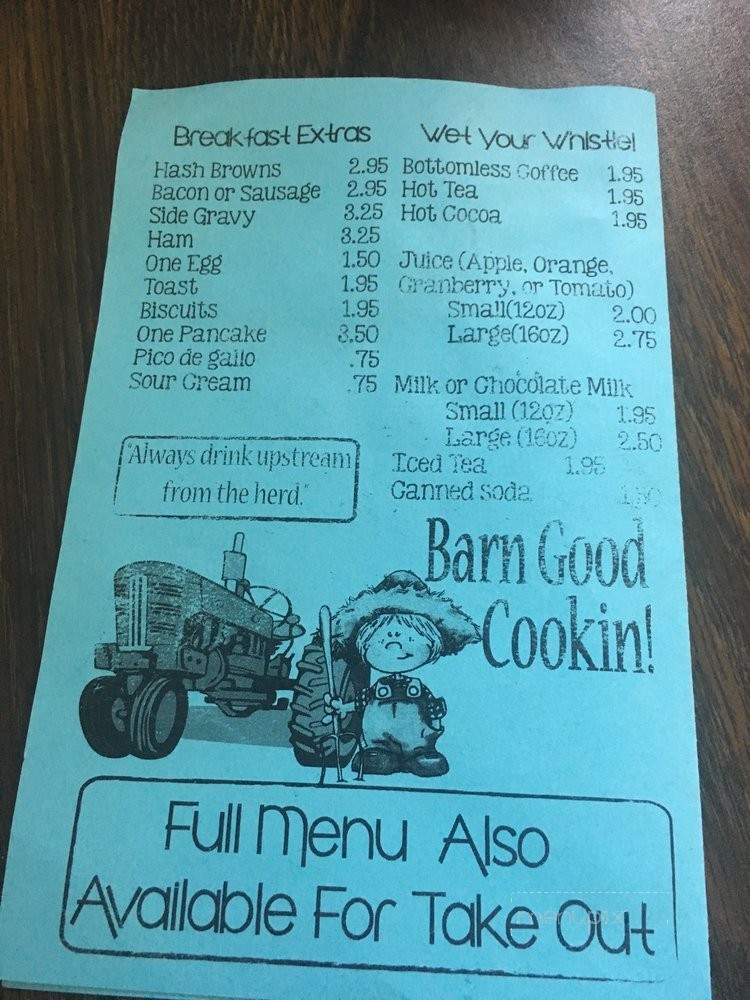 Breakfast Extras
Hash Browns 2.95
Bacon or Sausage 2.95
Side Gravy 3.25
Ham 3.25
One Egg 1.50
Toast 1.95
Biscuits 1.95
One Pancake 3.50
Pico de gallo .75
Sour Cream .75
"Always drink upstream
from the herd."
Wet Your Whistle!
Bottomless Coffee 1.95
Hot Tea 1.95
Hot Cocoa 1.95
Juice (Apple, Orange,
Cranberry, or Tomato)
Small(12oz) 2.00
Large(16oz) 2.75
Milk or Chocolate Milk
Small (12oz) 1.95
Large (16oz) 2.50
Iced Tea 1.95
Canned Soda
Barn Good
Cookin!
Full Menu Also
Available For Take Out